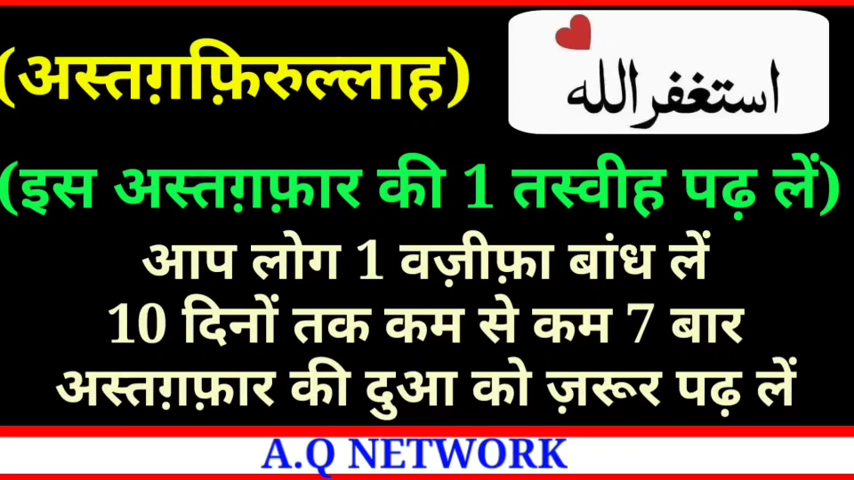 (अस्तग़फ़िरुल्लाह)
استغفرالله
(इस अस्तग़फ़ार की 1 तस्वीह पढ़ लें)
आप लोग 1 वज़ीफ़ा बांध लें
10 दिनों तक कम से कम 7 बार
अस्तग़फ़ार की दुआ को ज़रूर पढ़ लें
A.Q NETWORK